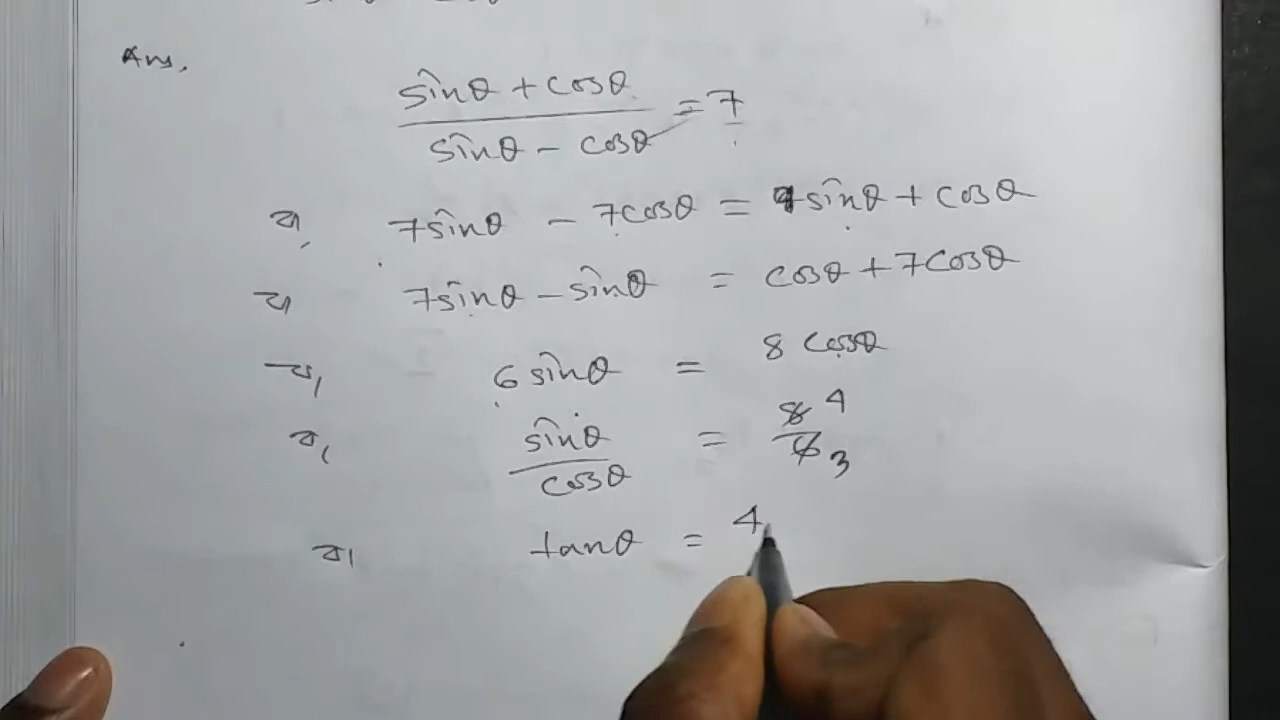 Ans,
sinθ + cosθ / sinθ - cosθ = 7
বা, 7sinθ - 7cosθ = sinθ + cosθ
বা 7sinθ - sinθ = cosθ + 7cosθ
বা, 6 sinθ = 8 cosθ
বা, sinθ / cosθ = 8 4 / 6 3
বা, tanθ = 4